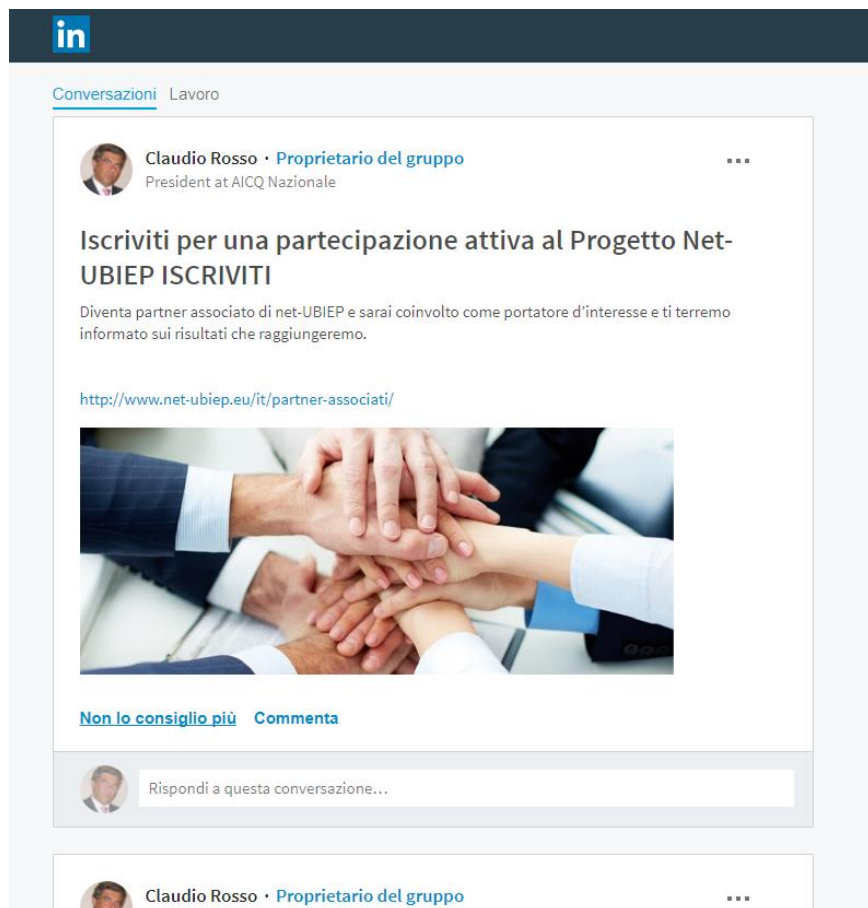 in
Conversazioni Lavoro
Claudio Rosso · Proprietario del gruppo
President at AICQ Nazionale
Iscriviti per una partecipazione attiva al Progetto Net-
UBIEP ISCRIVITI
Diventa partner associato di net-UBIEP e sarai coinvolto come portatore d'interesse e ti terremo
informato sui risultati che raggiungeremo.
http://www.net-ubiep.eu/it/partner-associati/
Non lo consiglio più Commenta
Rispondi a questa conversazione…
Claudio Rosso · Proprietario del gruppo